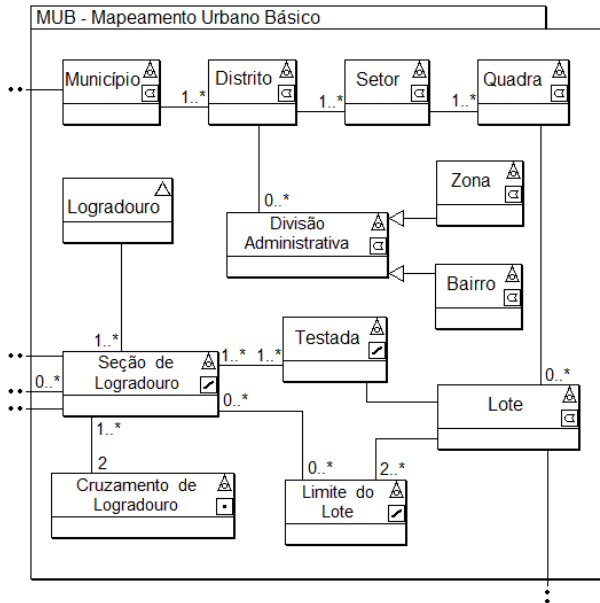 MUB - Mapeamento Urbano Básico
Município
Distrito
Setor
Quadra
1..*
1..*
1..*
Zona
Logradouro
0..*
Divisão
Administrativa
Bairro
1..*
Testada
Seção de
Logradouro
1..*
1..*
0..*
0..*
0..*
Lote
1..*
2
0..*
2..*
Cruzamento de
Logradouro
Limite do
Lote